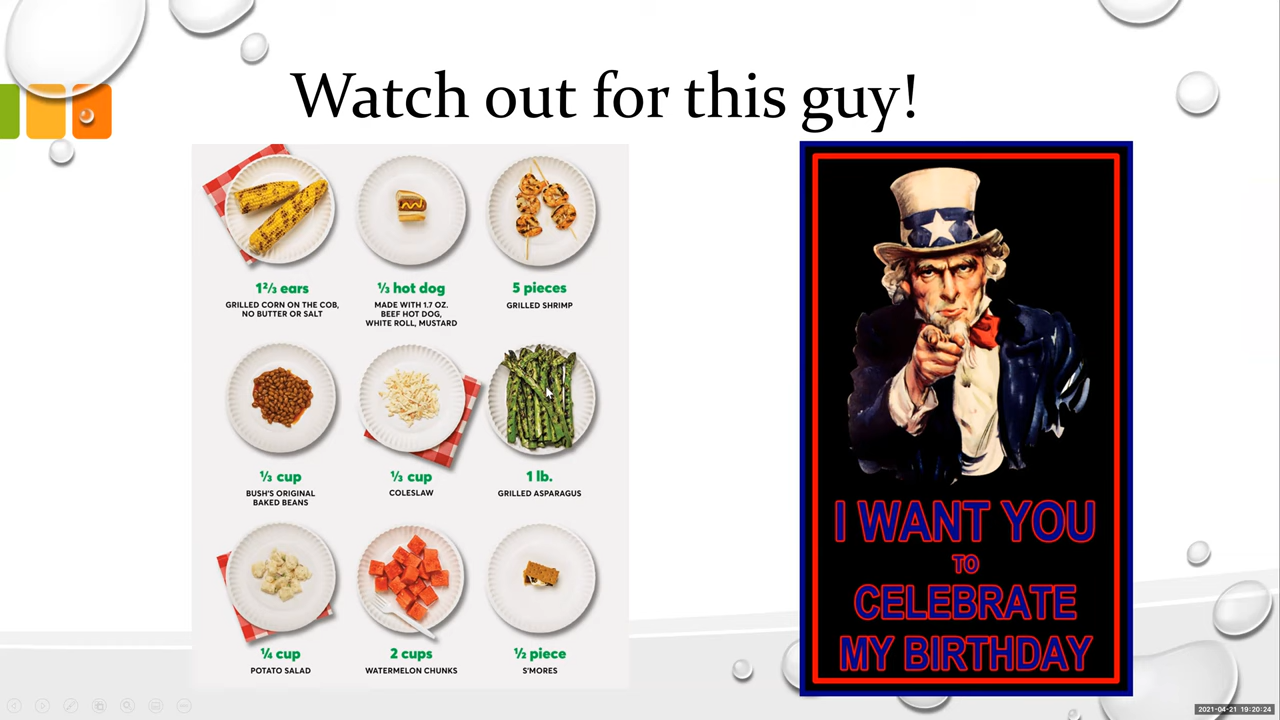 Watch out for this guy!
1⅔ ears
GRILLED CORN ON THE COB,
NO BUTTER OR SALT
⅓ hot dog
MADE WITH 1.7 OZ.
BEEF HOT DOG,
WHITE ROLL, MUSTARD
5 pieces
GRILLED SHRIMP
⅓ cup
BUSH'S ORIGINAL
BAKED BEANS
⅓ cup
COLESLAW
1 lb.
GRILLED ASPARAGUS
¼ cup
POTATO SALAD
2 cups
WATERMELON CHUNKS
½ piece
S'MORES
I WANT YOU
TO
CELEBRATE
MY BIRTHDAY
2021-04-21 19:20:24